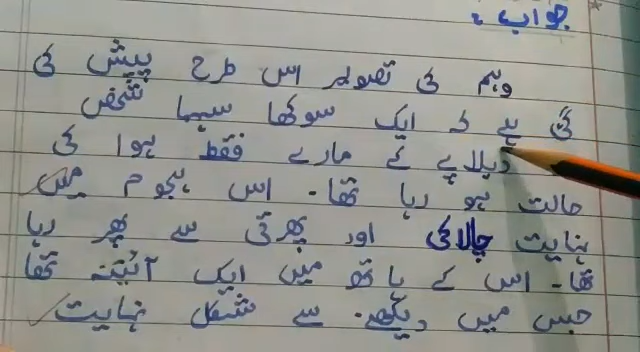 جواب :
وہم کی تصویر اس طرح پیش کی
گئی ہے کہ ایک سوکھا سہما شخص
دبلاپے کے مارے فقط ہوا کی
حالت ہو رہا تھا۔ اس ہجوم میں
نہایت چالاکی اور پھرتی سے پھر رہا
تھا۔ اس کے ہاتھ میں ایک آئینہ تھا
جس میں دیکھنے سے شکل نہایت